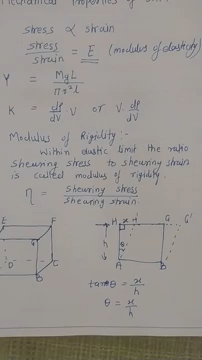 Mechanical Properties of
stress ∝ strain
stress/strain = E (modulus of elasticity)
Y = MgL/πr²l
K = dP/dV V or V dP/dV
Modulus of Rigidity:-
Within elastic limit the ratio
shearing stress to shearing strain
is called modulus of rigidity.
η = Shearing stress/Shearing strain.
E F H x H' G G'
h θ
D C A B
tanθ = x/h
θ = x/h